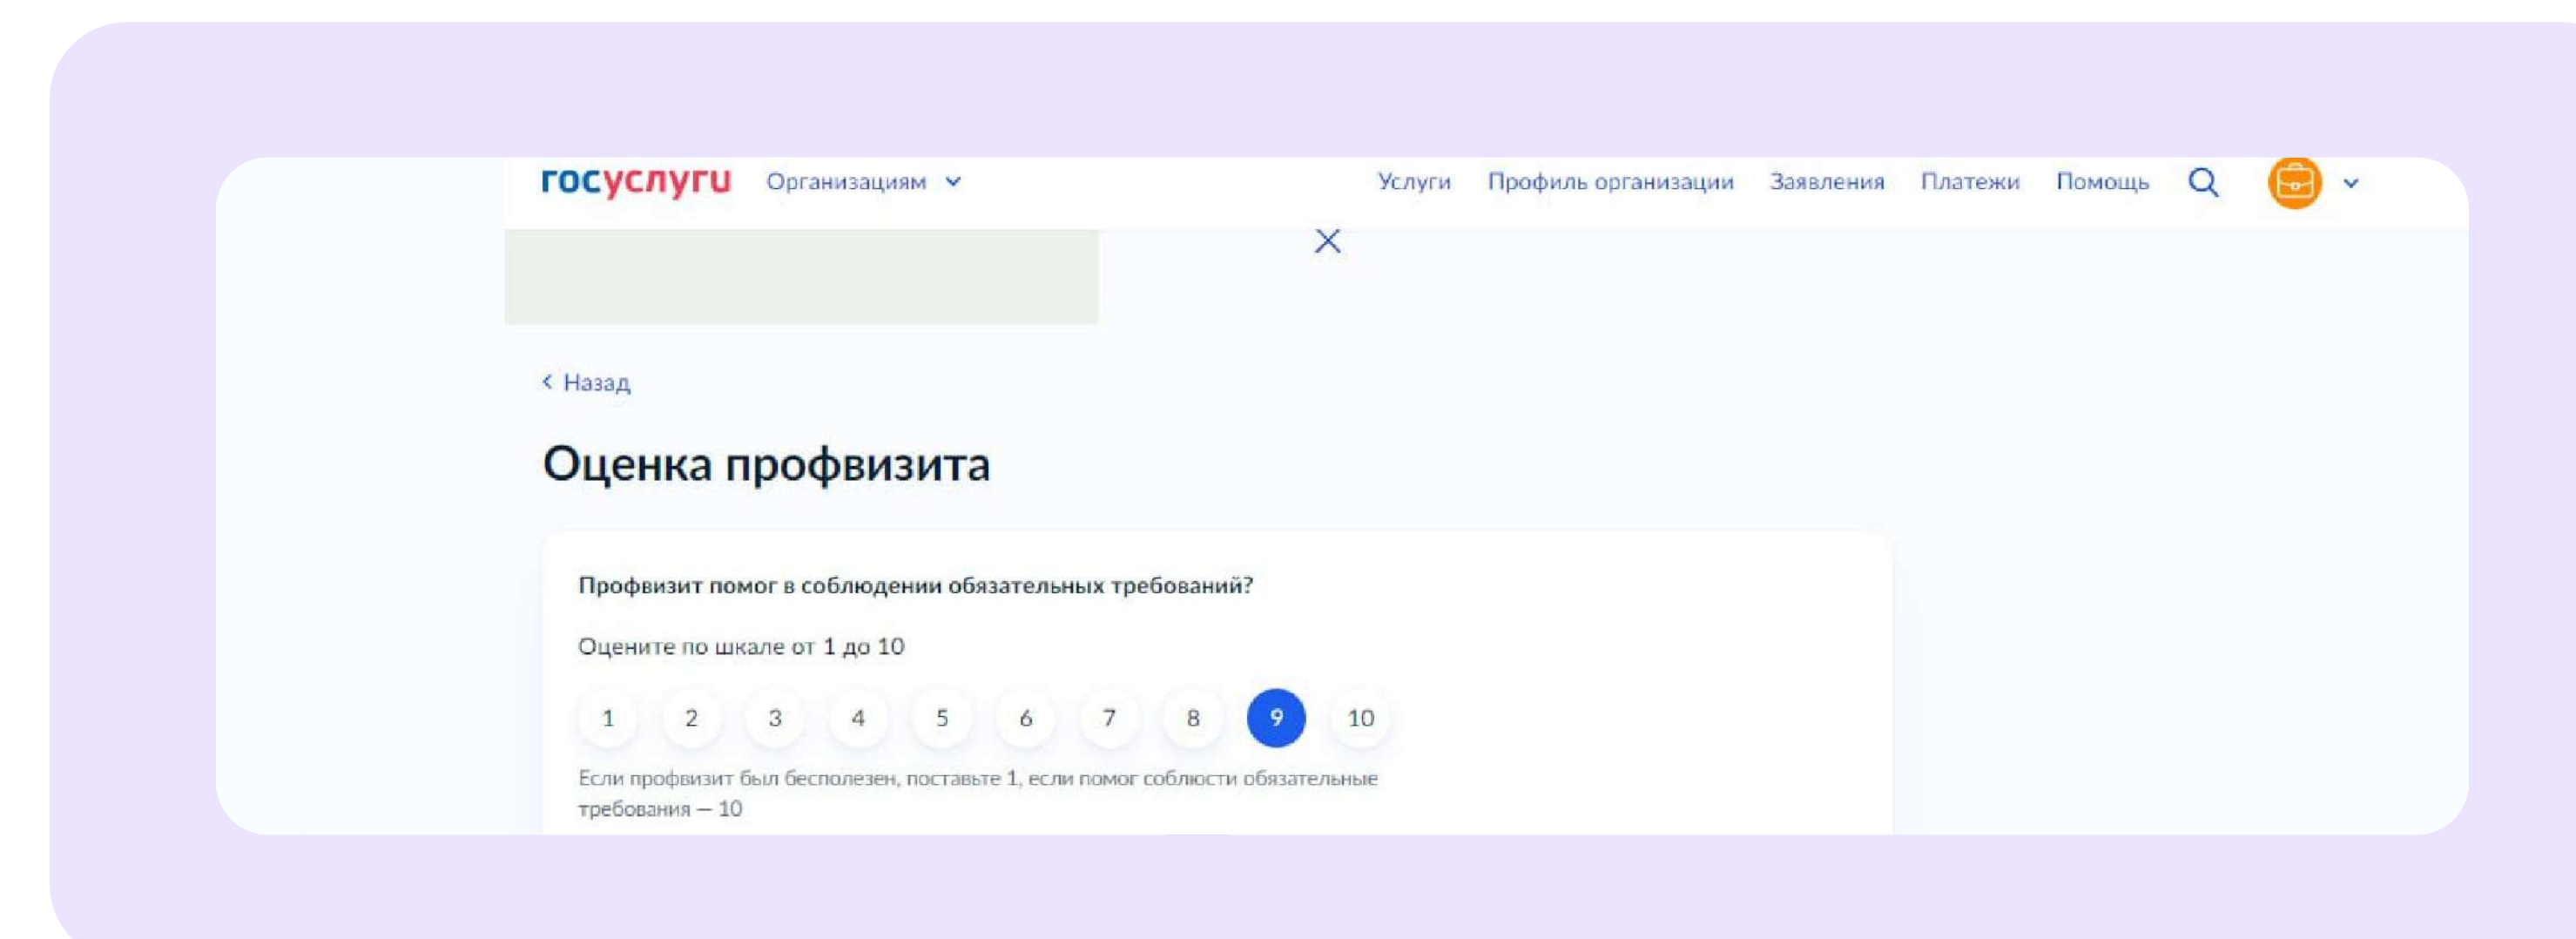 госуслуги Организациям Услуги Профиль организации Заявления Платежи Помощь
Назад
Оценка профвизита
Профвизит помог в соблюдении обязательных требований?
Оцените по шкале от 1 до 10
1 2 3 4 5 6 7 8 9 10
Если профвизит был бесполезен, поставьте 1, если помог соблюсти обязательные
требования — 10